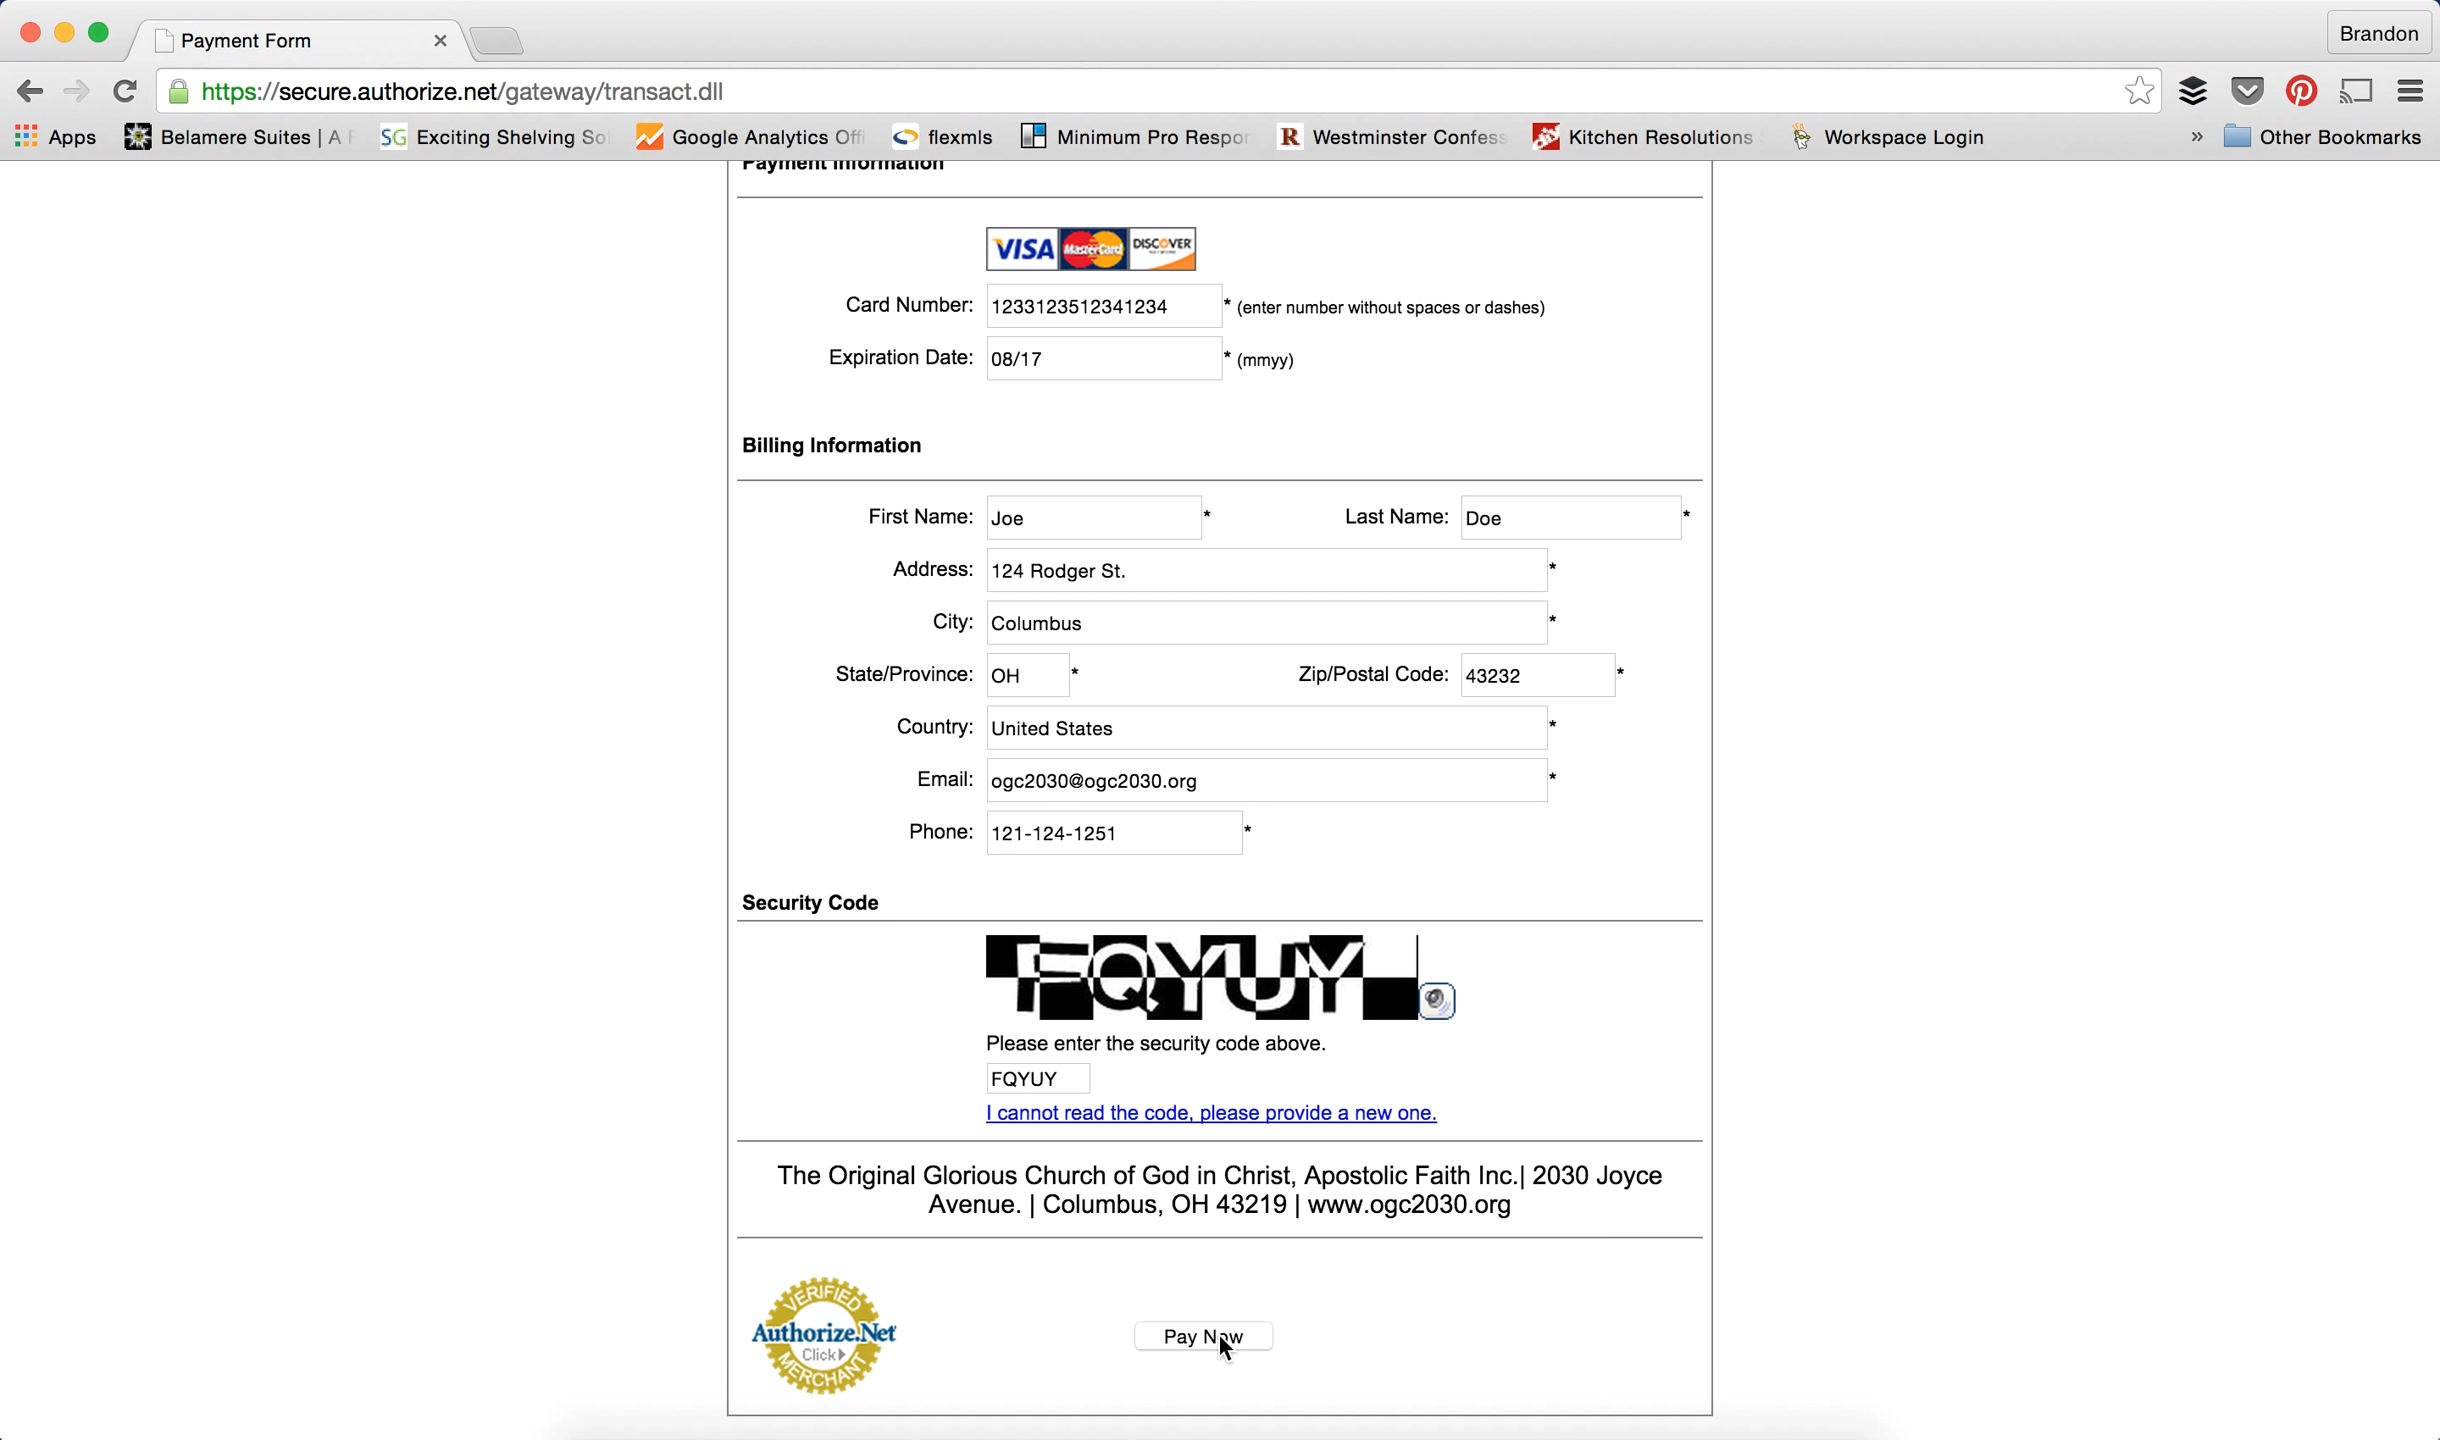 Payment Form
Brandon
https://secure.authorize.net/gateway/transact.dll
Apps Belamere Suites | A SG Exciting Shelving So Google Analytics Offi flexmls Minimum Pro Respor R Westminster Confess Kitchen Resolutions Workspace Login » Other Bookmarks
Payment Information
VISA MasterCard DISCOVER
Card Number: 1233123512341234 * (enter number without spaces or dashes)
Expiration Date: 08/17 * (mmyy)
Billing Information
First Name: Joe * Last Name: Doe *
Address: 124 Rodger St. *
City: Columbus *
State/Province: OH * Zip/Postal Code: 43232 *
Country: United States *
Email: ogc2030@ogc2030.org *
Phone: 121-124-1251 *
Security Code
FQYUY
Please enter the security code above.
FQYUY
I cannot read the code, please provide a new one.
The Original Glorious Church of God in Christ, Apostolic Faith Inc.| 2030 Joyce
Avenue. | Columbus, OH 43219 | www.ogc2030.org
VERIFIED
Authorize.Net
Click
MERCHANT
Pay Now